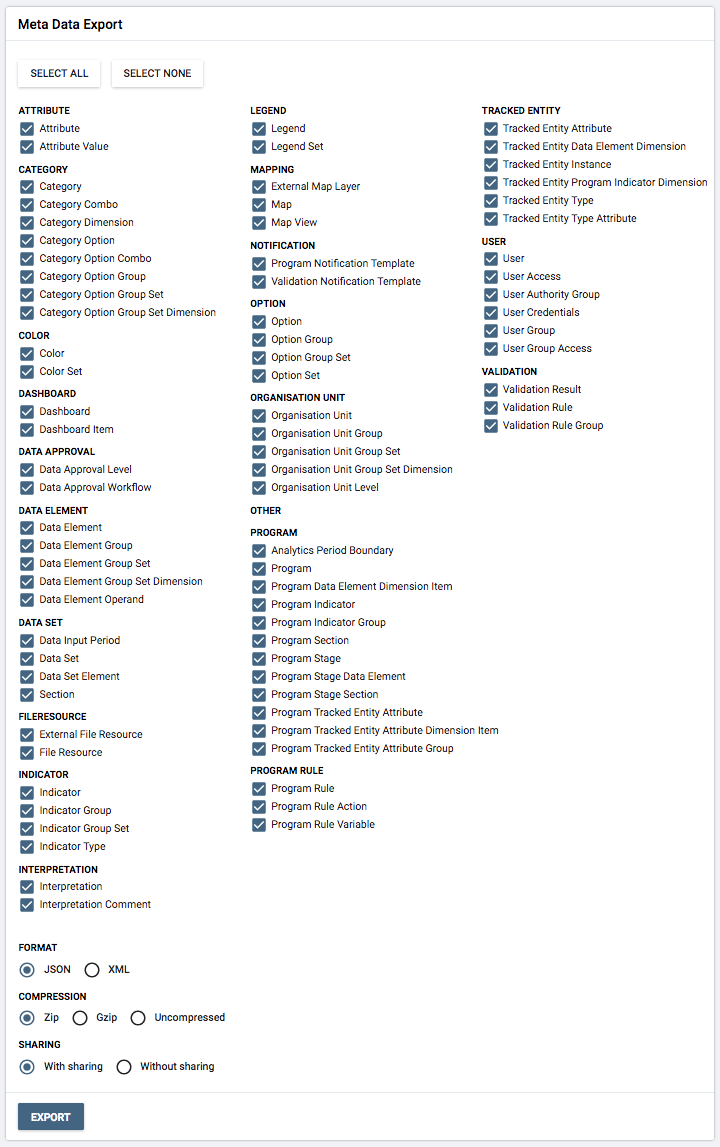 Meta Data Export
SELECT ALL SELECT NONE
ATTRIBUTE
Attribute
Attribute Value
CATEGORY
Category
Category Combo
Category Dimension
Category Option
Category Option Combo
Category Option Group
Category Option Group Set
Category Option Group Set Dimension
COLOR
Color
Color Set
DASHBOARD
Dashboard
Dashboard Item
DATA APPROVAL
Data Approval Level
Data Approval Workflow
DATA ELEMENT
Data Element
Data Element Group
Data Element Group Set
Data Element Group Set Dimension
Data Element Operand
DATA SET
Data Input Period
Data Set
Data Set Element
Section
FILERESOURCE
External File Resource
File Resource
INDICATOR
Indicator
Indicator Group
Indicator Group Set
Indicator Type
INTERPRETATION
Interpretation
Interpretation Comment
LEGEND
Legend
Legend Set
MAPPING
External Map Layer
Map
Map View
NOTIFICATION
Program Notification Template
Validation Notification Template
OPTION
Option
Option Group
Option Group Set
Option Set
ORGANISATION UNIT
Organisation Unit
Organisation Unit Group
Organisation Unit Group Set
Organisation Unit Group Set Dimension
Organisation Unit Level
OTHER
PROGRAM
Analytics Period Boundary
Program
Program Data Element Dimension Item
Program Indicator
Program Indicator Group
Program Section
Program Stage
Program Stage Data Element
Program Stage Section
Program Tracked Entity Attribute
Program Tracked Entity Attribute Dimension Item
Program Tracked Entity Attribute Group
PROGRAM RULE
Program Rule
Program Rule Action
Program Rule Variable
TRACKED ENTITY
Tracked Entity Attribute
Tracked Entity Data Element Dimension
Tracked Entity Instance
Tracked Entity Program Indicator Dimension
Tracked Entity Type
Tracked Entity Type Attribute
USER
User
User Access
User Authority Group
User Credentials
User Group
User Group Access
VALIDATION
Validation Result
Validation Rule
Validation Rule Group
FORMAT
JSON XML
COMPRESSION
Zip Gzip Uncompressed
SHARING
With sharing Without sharing
EXPORT